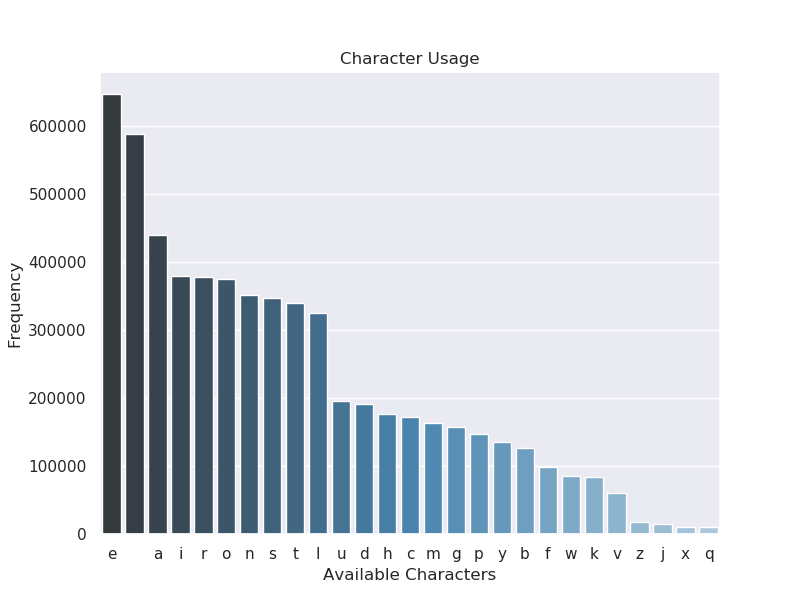 Character Usage
Frequency
600000
500000
400000
300000
200000
100000
0
e a i r o n s t l u d h c m g p y b f w k v z j x q
Available Characters